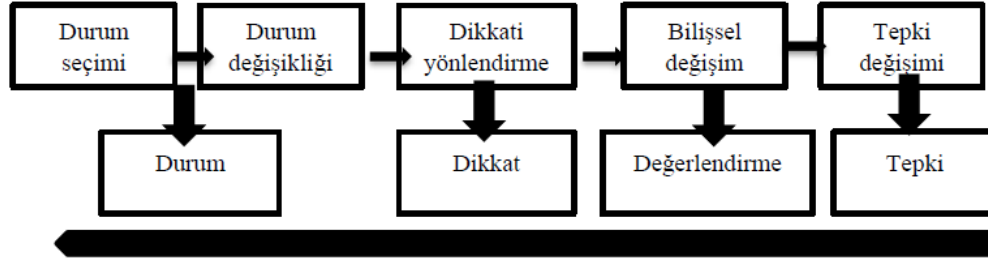 Durum
seçimi
Durum
değişikliği
Dikkati
yönlendirme
Bilişsel
değişim
Tepki
değişimi
Durum
Dikkat
Değerlendirme
Tepki